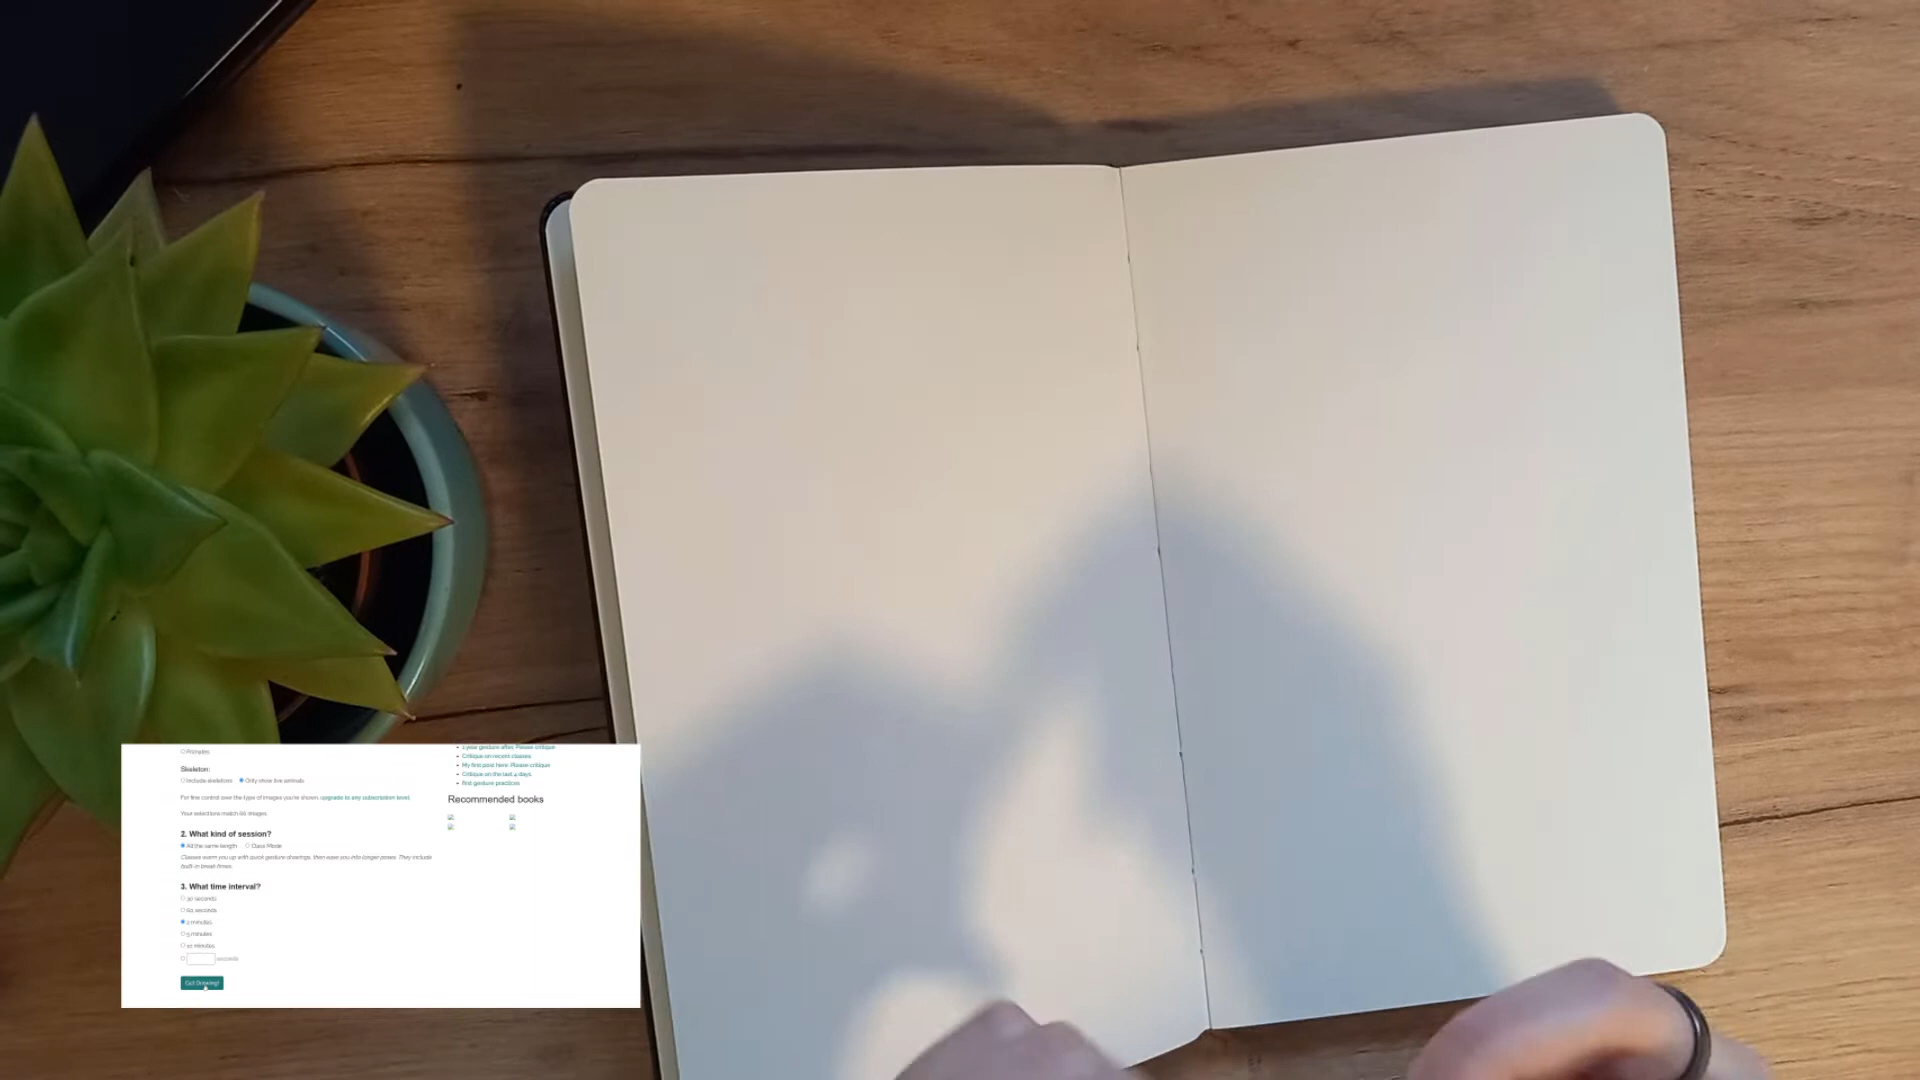 Primates
Skeleton:
Include skeletons Only show live animals
For fine control over the type of images you're shown, upgrade to any subscription level.
Your selections match 66 images.
2. What kind of session?
All the same length Class Mode
Classes warm you up with quick gesture drawings, then ease you into longer poses. They include
built-in break times.
3. What time interval?
30 seconds
60 seconds
2 minutes
5 minutes
10 minutes
seconds
Get Drawing!
1 year gesture after. Please critique
Critique on recent classes
My first post here. Please critique
Critique on the last 4 days.
first gesture practices
Recommended books